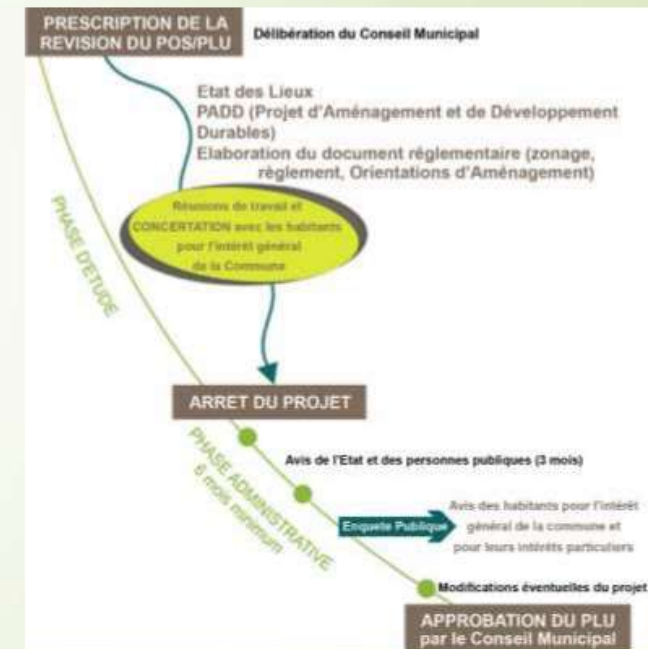 PRESCRIPTION DE LA
REVISION DU POS/PLU
Délibération du Conseil Municipal
Etat des Lieux
PADD (Projet d'Aménagement et de Développement
Durables)
Elaboration du document réglementaire (zonage,
règlement, Orientations d'Aménagement)
Réunions de travail et
CONCERTATION avec les habitants
pour l'intérêt général
de la Commune
PHASE D'ETUDE
ARRET DU PROJET
PHASE ADMINISTRATIVE
6 mois minimum
Avis de l'Etat et des personnes publiques (3 mois)
Enquete Publique
Avis des habitants pour l'intérêt
général de la commune et
pour leurs intérêts particuliers
Modifications éventuelles du projet
APPROBATION DU PLU
par le Conseil Municipal